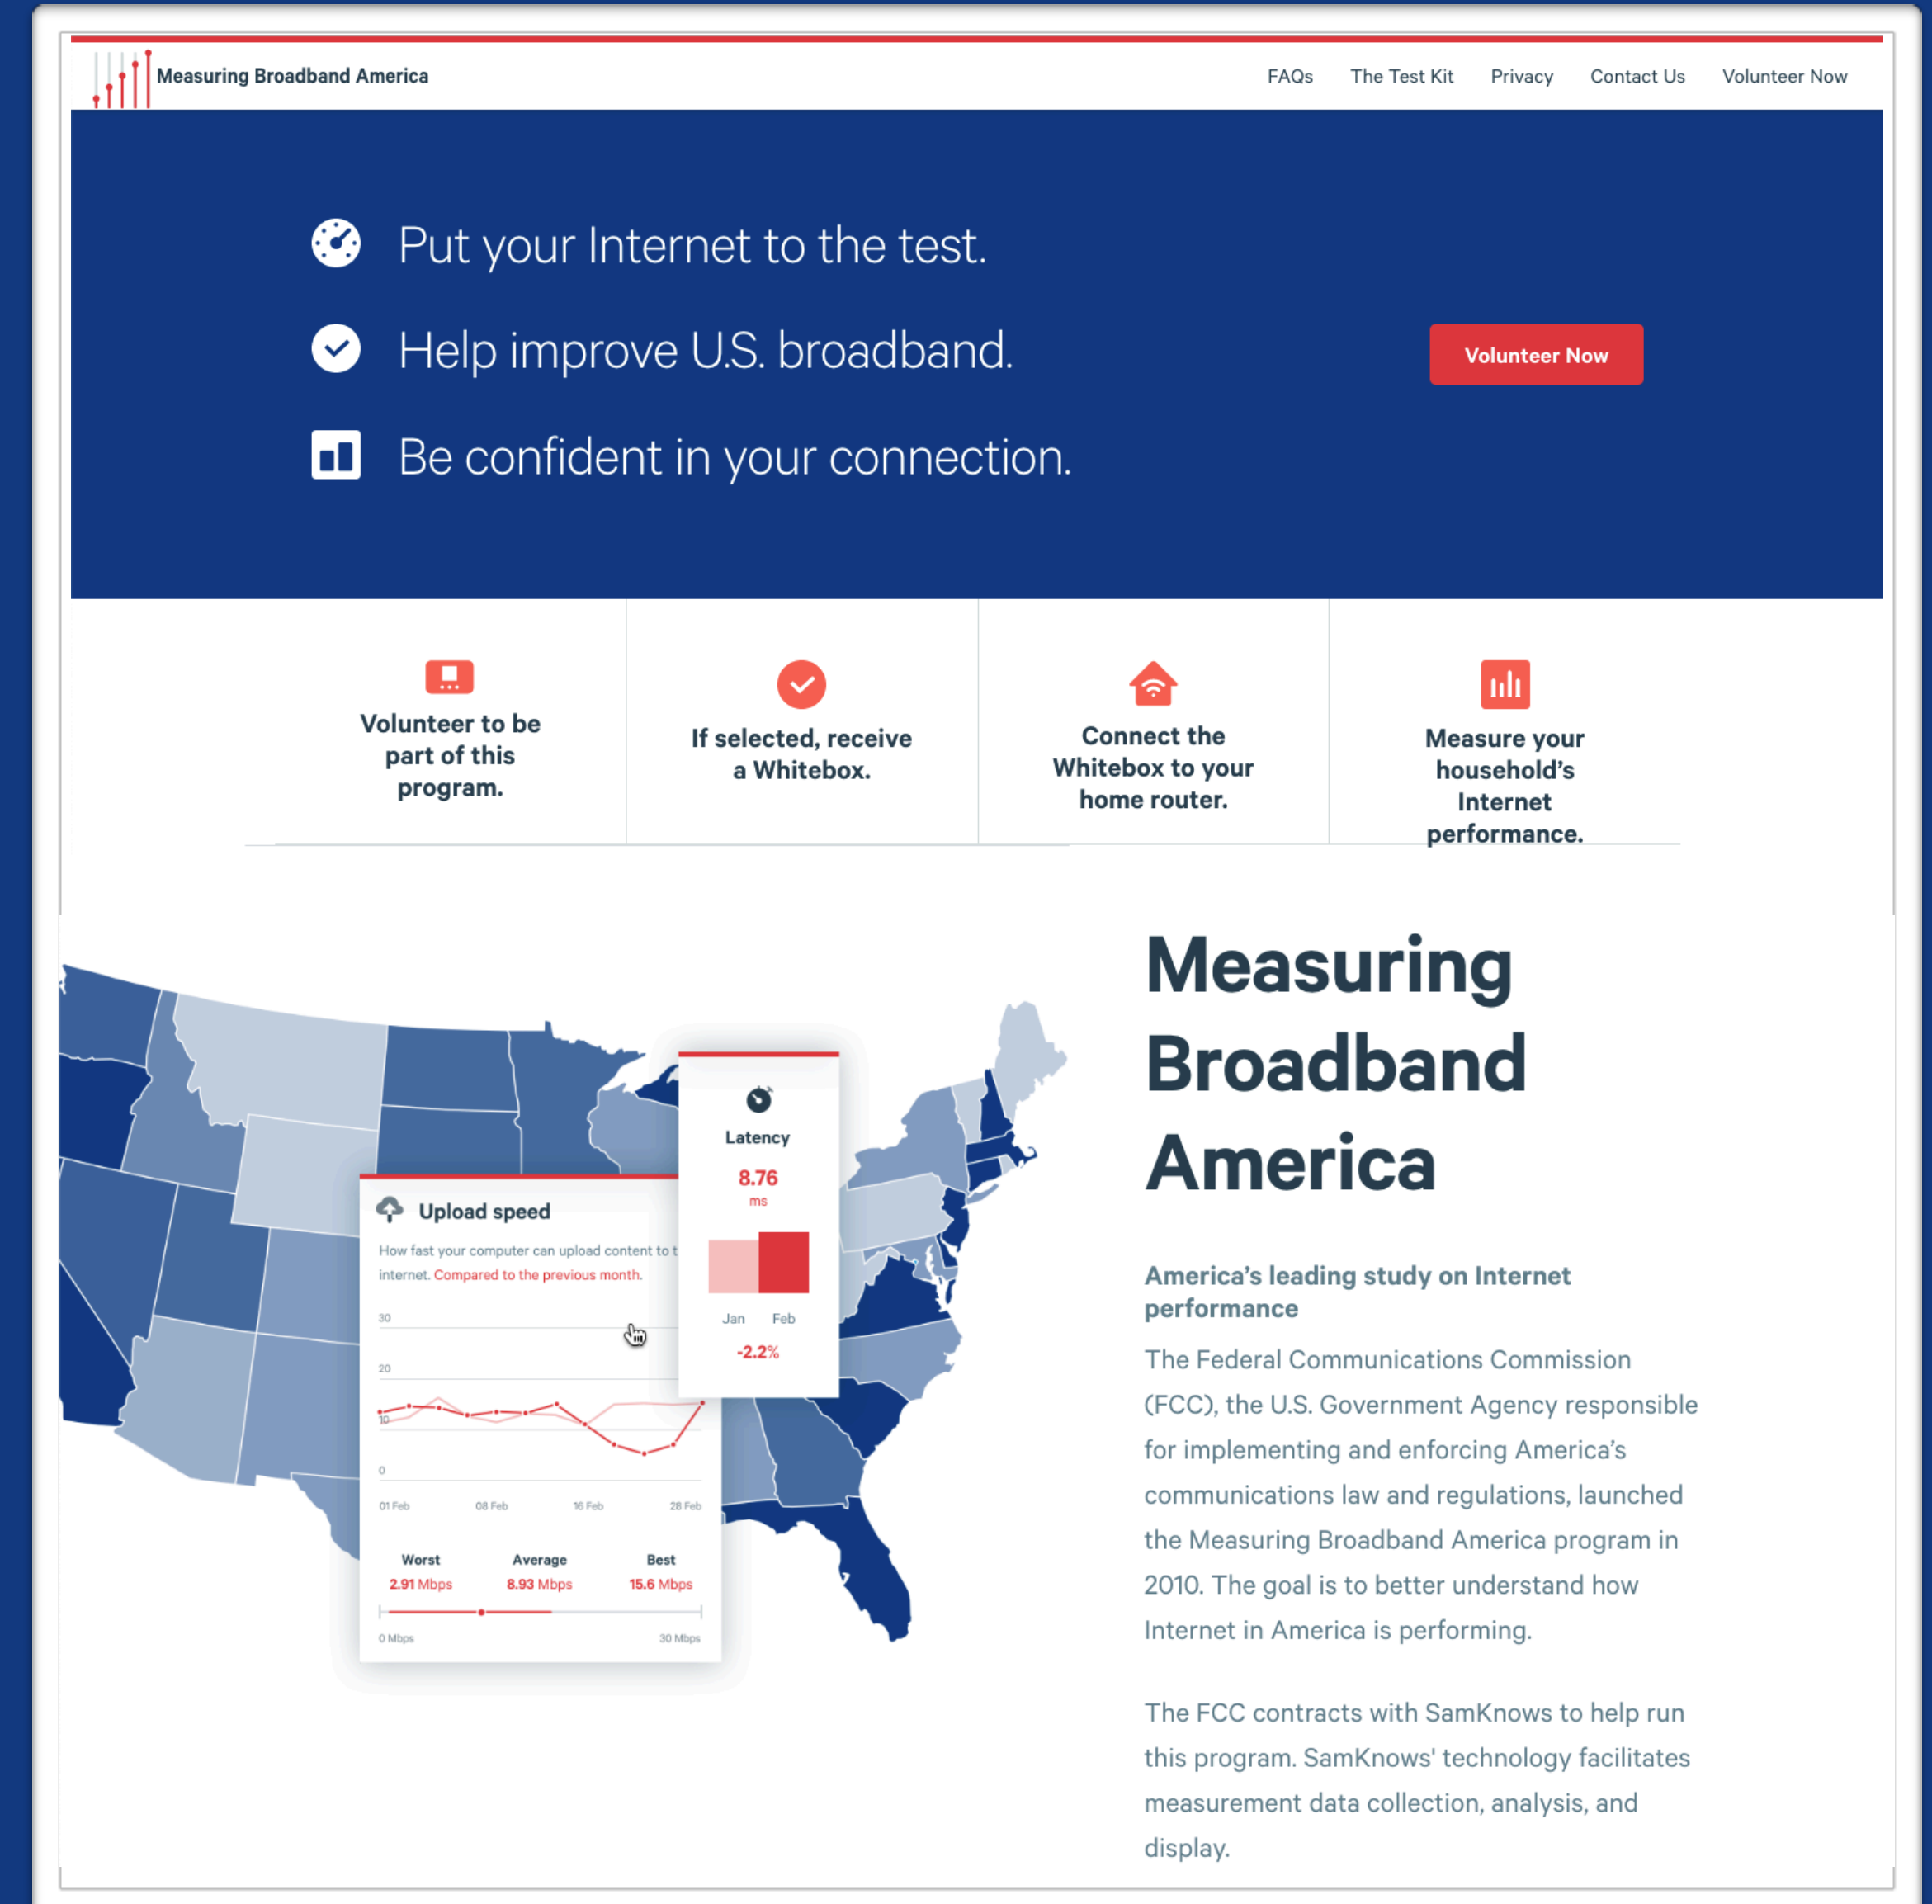 Measuring Broadband America
FAQs The Test Kit Privacy Contact Us Volunteer Now
Put your Internet to the test.
Help improve U.S. broadband.
Volunteer Now
Be confident in your connection.
Volunteer to be
part of this
program.
If selected, receive
a Whitebox.
Connect the
Whitebox to your
home router.
Measure your
household's
Internet
performance.
Latency
8.76
ms
Jan Feb
-2.2%
Upload speed
How fast your computer can upload content to t
internet. Compared to the previous month.
30
20
10
0
01 Feb 08 Feb 16 Feb 28 Feb
Worst Average Best
2.91 Mbps 8.93 Mbps 15.6 Mbps
0 Mbps 30 Mbps
Measuring
Broadband
America
America's leading study on Internet
performance
The Federal Communications Commission
(FCC), the U.S. Government Agency responsible
for implementing and enforcing America's
communications law and regulations, launched
the Measuring Broadband America program in
2010. The goal is to better understand how
Internet in America is performing.
The FCC contracts with SamKnows to help run
this program. SamKnows' technology facilitates
measurement data collection, analysis, and
display.